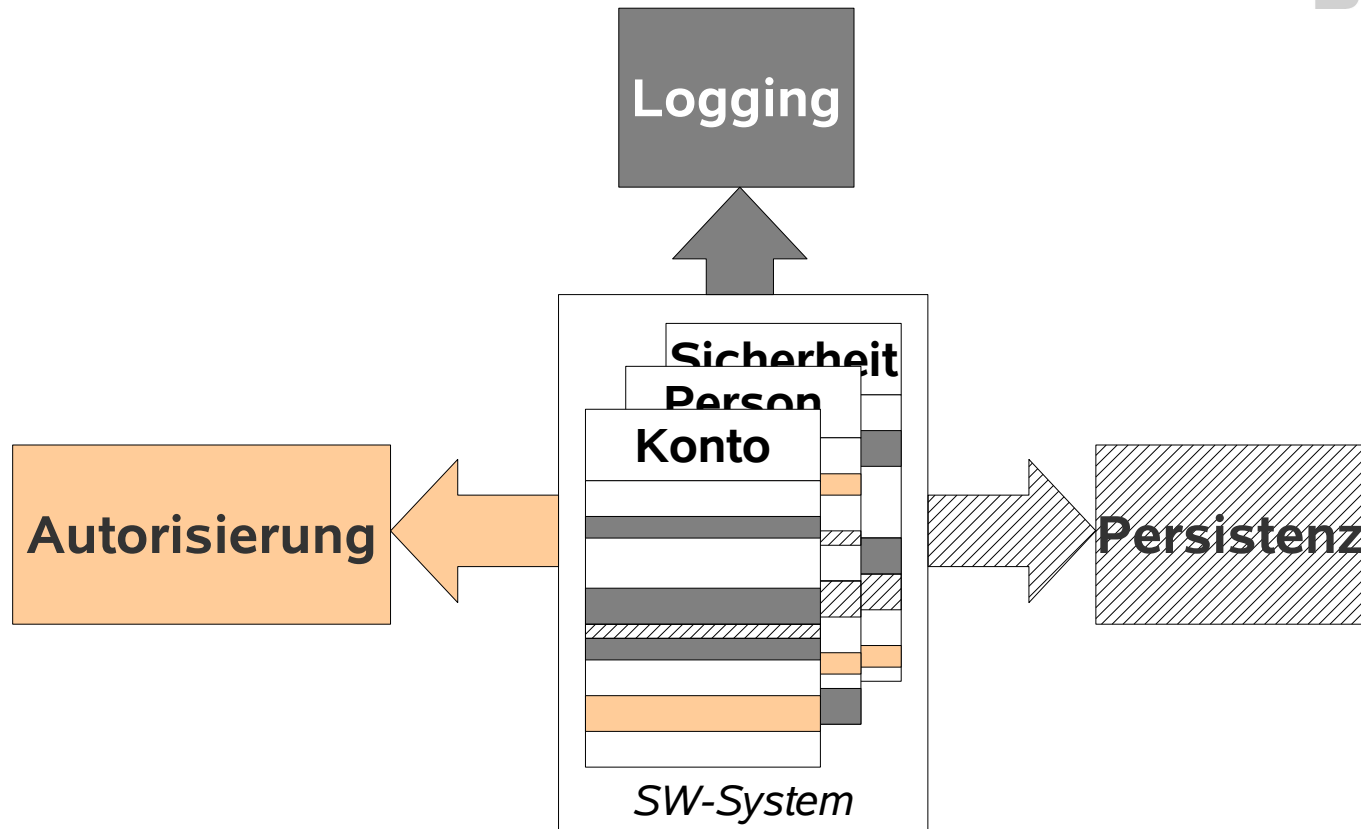 Logging
Sicherheit
Person
Konto
Autorisierung
Persistenz
SW-System